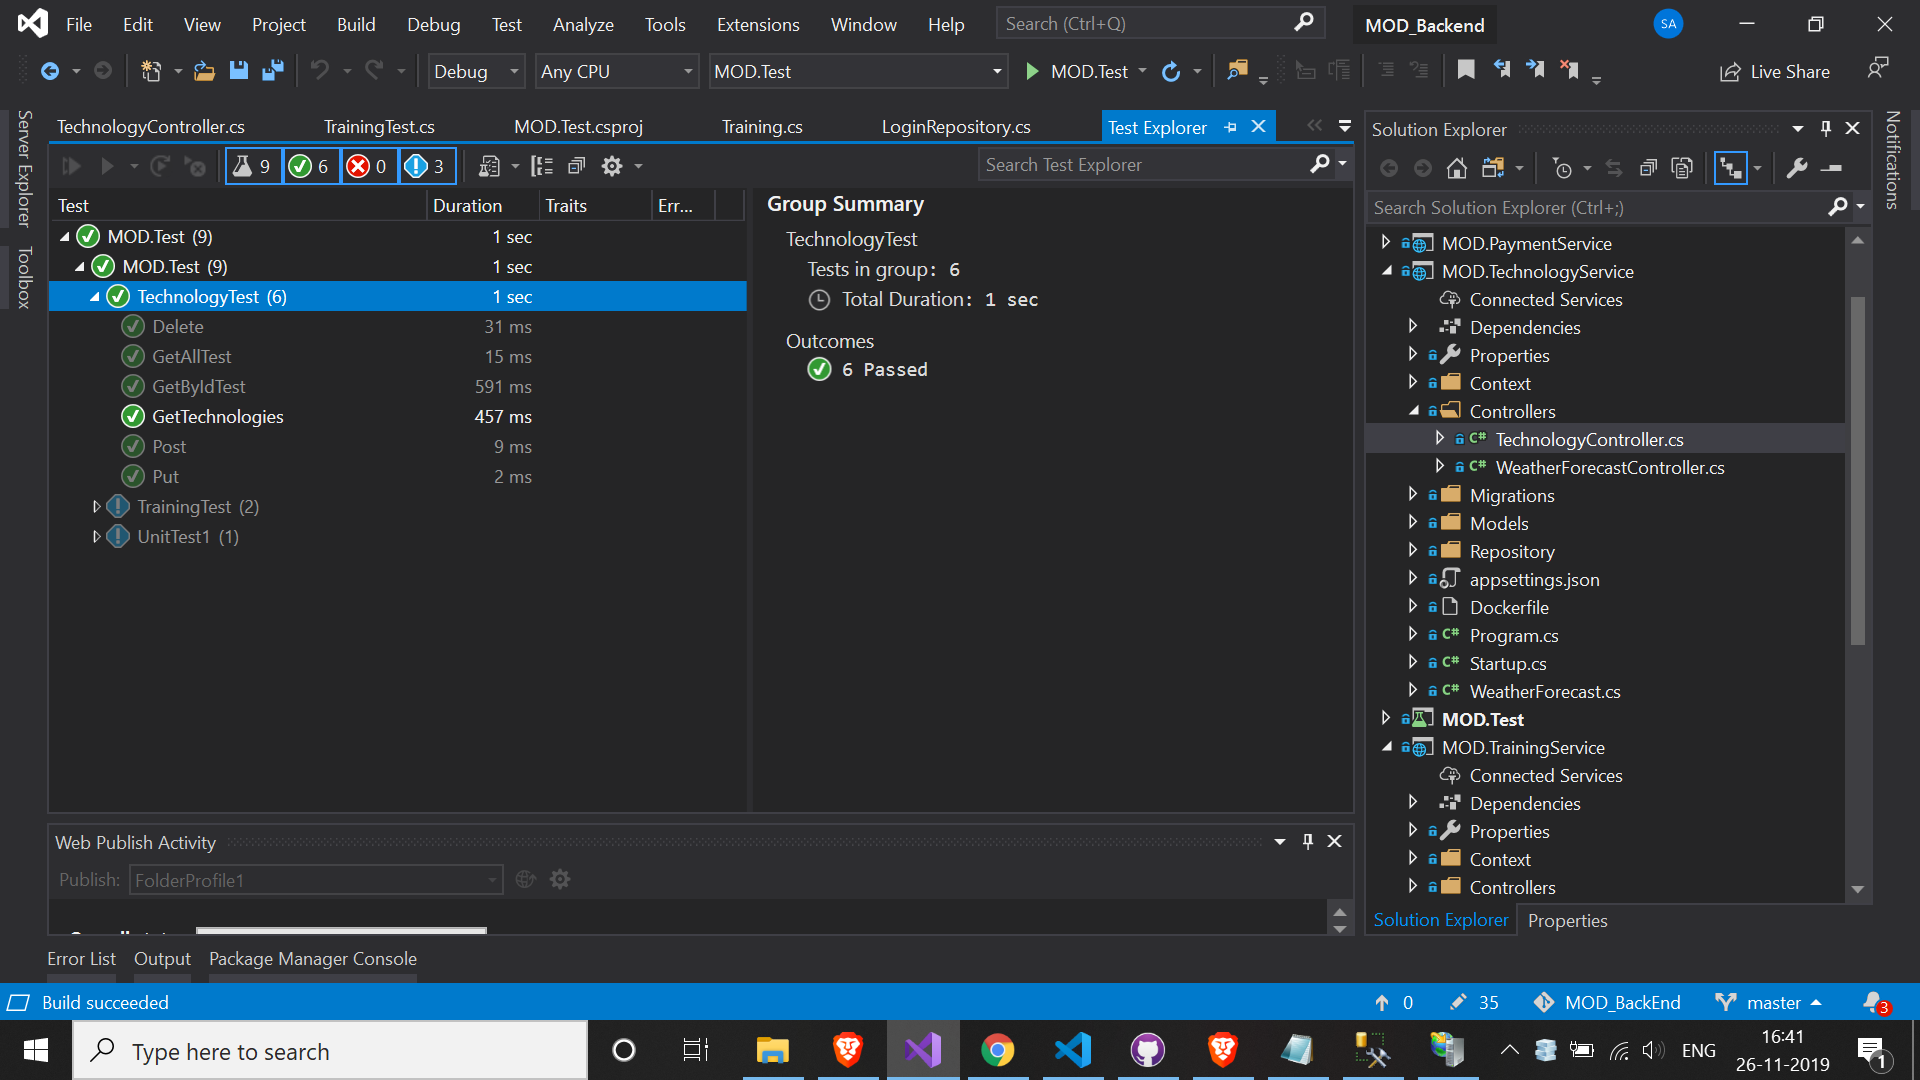 File Edit View Project Build Debug Test Analyze Tools Extensions Window Help Search (Ctrl+Q) MOD_Backend SA
Debug Any CPU MOD.Test MOD.Test Live Share
Server Explorer
Toolbox
TechnologyController.cs TrainingTest.cs MOD.Test.csproj Training.cs LoginRepository.cs Test Explorer
9 6 0 3 Search Test Explorer
Test Duration Traits Err...
MOD.Test (9) 1 sec
MOD.Test (9) 1 sec
TechnologyTest (6) 1 sec
Delete 31 ms
GetAllTest 15 ms
GetByIdTest 591 ms
GetTechnologies 457 ms
Post 9 ms
Put 2 ms
TrainingTest (2)
UnitTest1 (1)
Group Summary
TechnologyTest
Tests in group: 6
Total Duration: 1 sec
Outcomes
6 Passed
Web Publish Activity
Publish: FolderProfile1
Error List Output Package Manager Console
Solution Explorer
Search Solution Explorer (Ctrl+;)
MOD.PaymentService
MOD.TechnologyService
Connected Services
Dependencies
Properties
Context
Controllers
C# TechnologyController.cs
C# WeatherForecastController.cs
Migrations
Models
Repository
appsettings.json
Dockerfile
C# Program.cs
C# Startup.cs
C# WeatherForecast.cs
MOD.Test
MOD.TrainingService
Connected Services
Dependencies
Properties
Context
Controllers
Solution Explorer Properties
Notifications
Build succeeded 0 35 MOD_BackEnd master 3
Type here to search ENG 16:41
26-11-2019 1